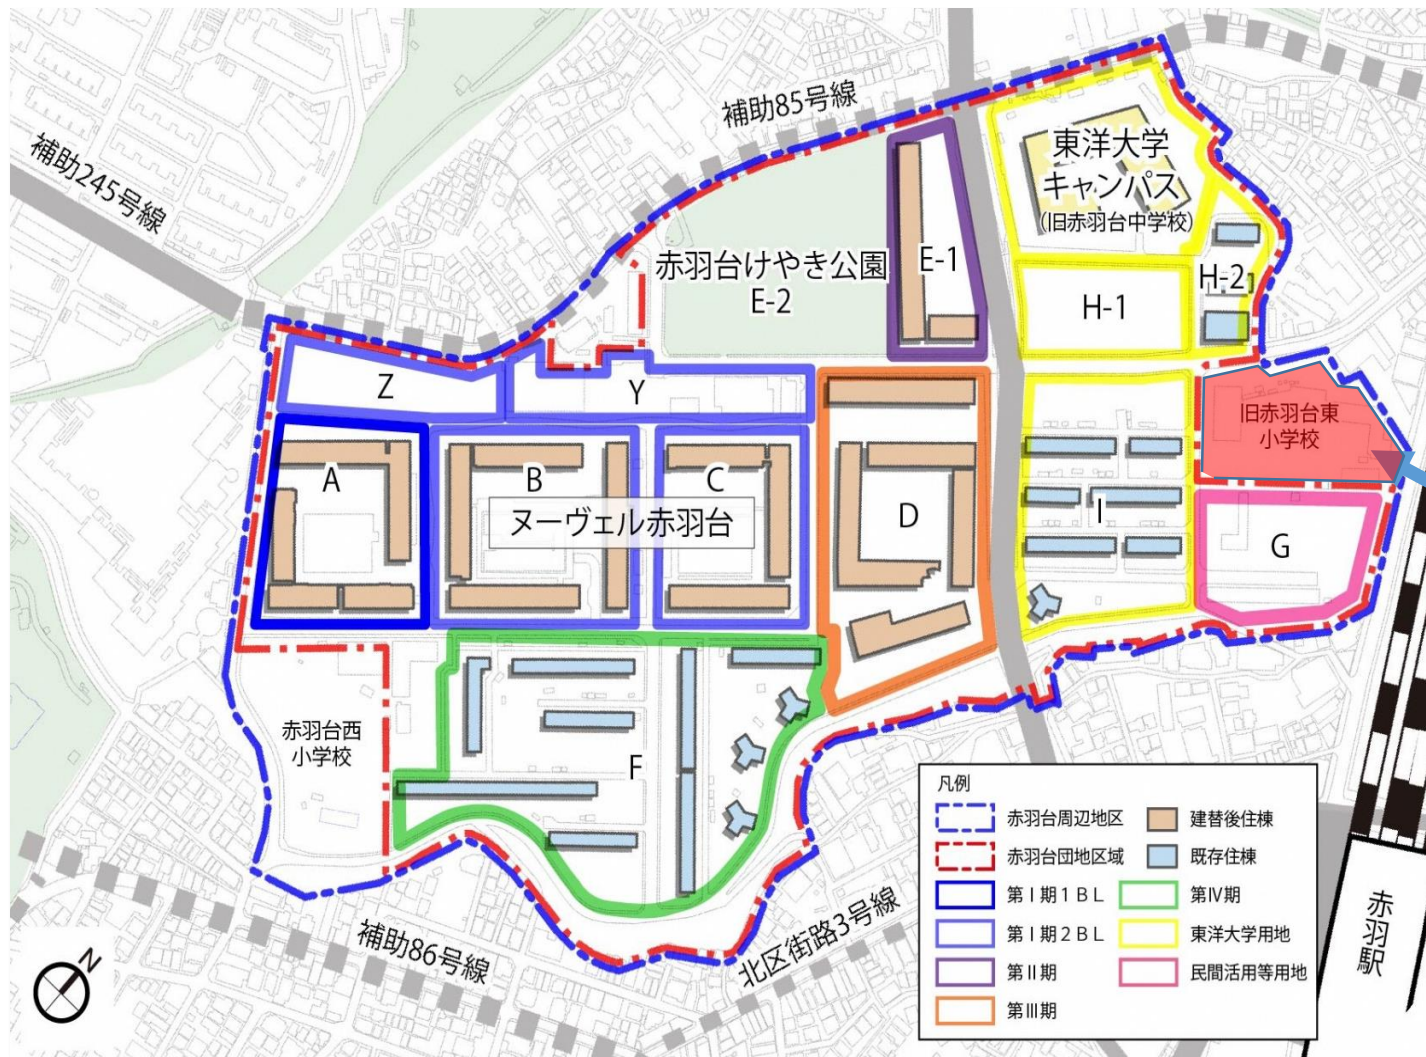 補助85号線
補助245号線
東洋大学
キャンパス
(旧赤羽台中学校)
赤羽台けやき公園
E-2
E-1
H-1
H-2
Z
Y
旧赤羽台東
小学校
A
B
C
D
I
G
ヌーヴェル赤羽台
赤羽台西
小学校
F
凡例
赤羽台周辺地区
建替後住棟
赤羽台団地区域
既存住棟
第Ⅰ期1BL
第Ⅳ期
第Ⅰ期2BL
東洋大学用地
第Ⅱ期
民間活用等用地
第Ⅲ期
赤羽駅
補助86号線
北区街路3号線
N